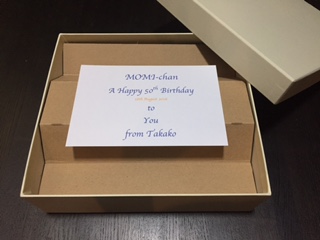 MOMI-chan
A Happy 50th Birthday
to
You
from Takako